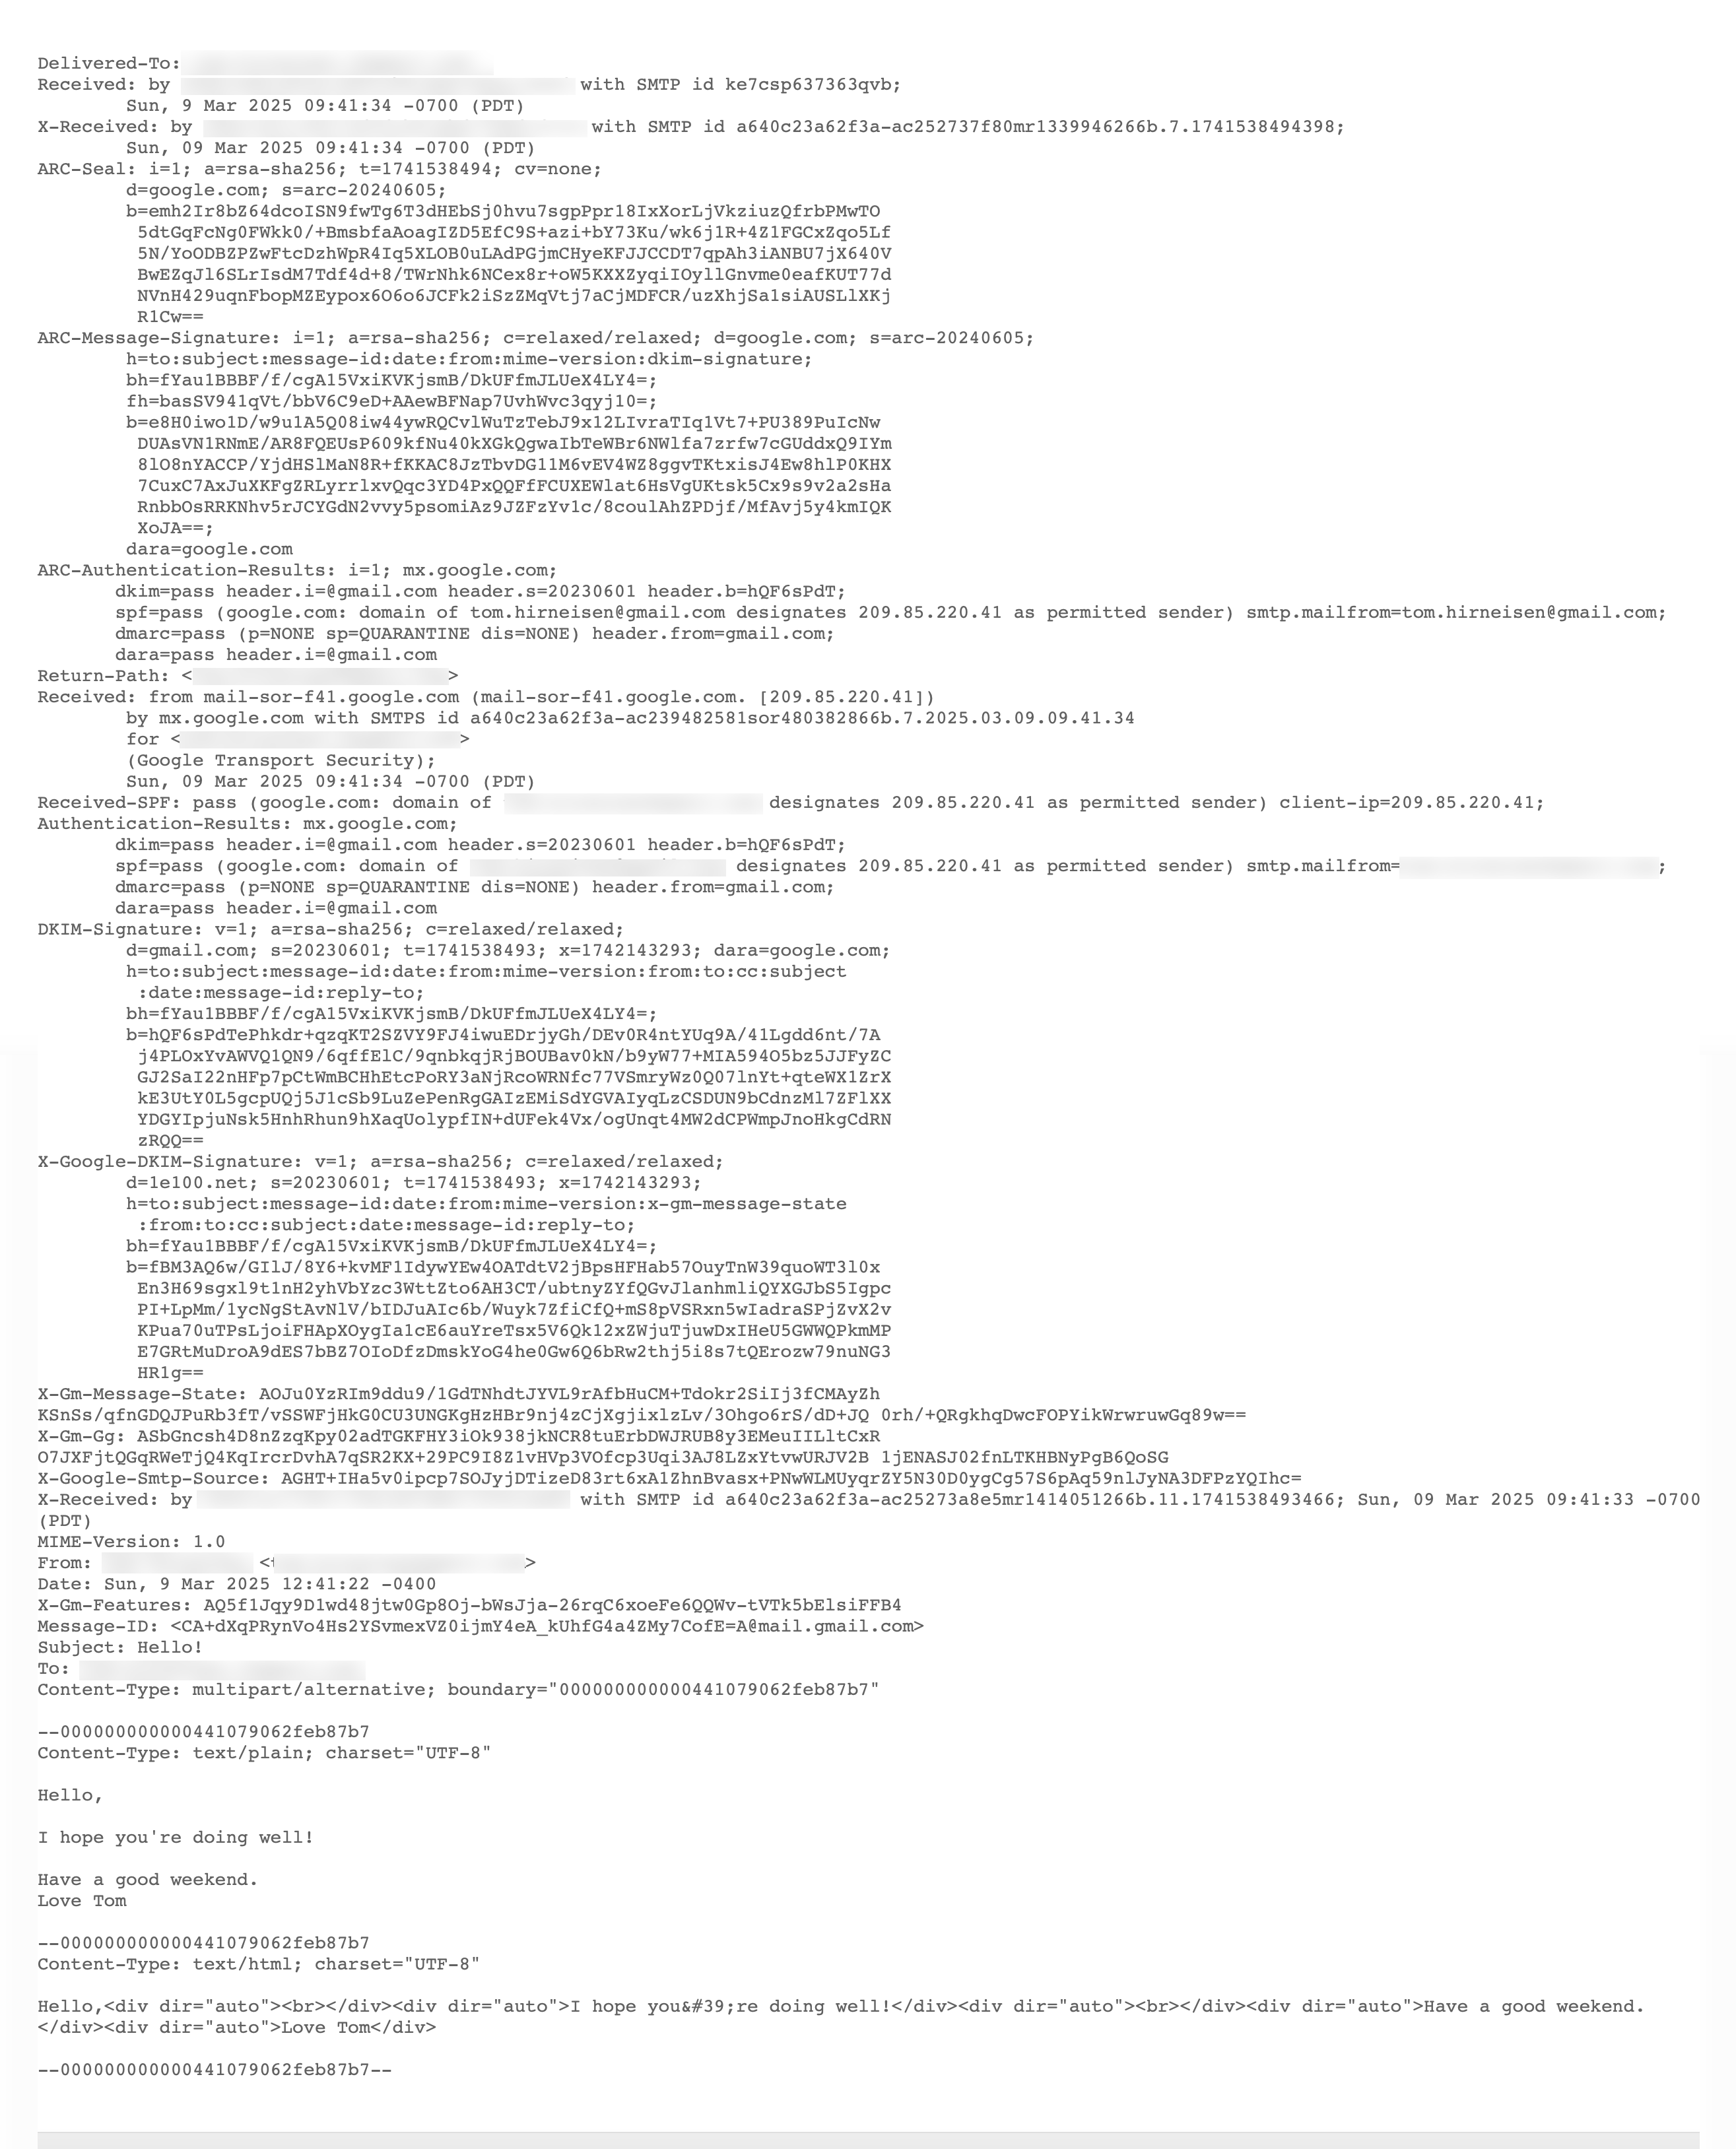 Delivered-To:
Received: by with SMTP id ke7csp637363qvb;
Sun, 9 Mar 2025 09:41:34 -0700 (PDT)
X-Received: by with SMTP id a640c23a62f3a-ac252737f80mr1339946266b.7.1741538494398;
Sun, 09 Mar 2025 09:41:34 -0700 (PDT)
ARC-Seal: i=1; a=rsa-sha256; t=1741538494; cv=none;
d=google.com; s=arc-20240605;
b=emh2Ir8bZ64dcoISN9fwTg6T3dHEbSj0hvu7sgpPpr18IxXorLjVkziuzQfrbPMwTO
5dtGqFcNg0FWkk0/+BmsbfaAoagIZD5EfC9S+azi+bY73Ku/wk6j1R+4Z1FGCxZqo5Lf
5N/YoODBZPZwFtcDzhWpR4Iq5XLOB0uLAdPGjmCHyeKFJJCCDT7qpAh3iANBU7jX640V
BwEZqJl6SLrIsdM7Tdf4d+8/TWrNhk6NCex8r+oW5KXXZyqiIOyllGnvme0eafKUT77d
NVnH429uqnFbopMZEypox6O6o6JCFk2iSzZMqVtj7aCjMDFCR/uzXhjSa1siAUSLlXKj
R1Cw==
ARC-Message-Signature: i=1; a=rsa-sha256; c=relaxed/relaxed; d=google.com; s=arc-20240605;
h=to:subject:message-id:date:from:mime-version:dkim-signature;
bh=fYau1BBBF/f/cgA15VxiKVKjsmB/DkUFfmJLUeX4LY4=;
fh=basSV941qVt/bbV6C9eD+AAewBFNap7UvhWvc3qyj10=;
b=e8H0iwo1D/w9u1A5Q08iw44ywRQCvlWuTzTebJ9x12LIvraTIq1Vt7+PU389PuIcNw
DUAsVN1RNmE/AR8FQEUsP609kfNu40kXGkQgwaIbTeWBr6NWlfa7zrfw7cGUddxQ9IYm
8lO8nYACCP/YjdHSlMaN8R+fKKAC8JzTbvDG11M6vEV4WZ8ggvTKtxisJ4Ew8hlP0KHX
7CuxC7AxJuXKFgZRLyrrlxvQqc3YD4PxQQFfFCUXEWlat6HsVgUKtsk5Cx9s9v2a2sHa
RnbbOsRRKNhv5rJCYGdN2vvy5psomiAz9JZFzYv1c/8coulAhZPDjf/MfAvj5y4kmIQK
XoJA==;
dara=google.com
ARC-Authentication-Results: i=1; mx.google.com;
dkim=pass header.i=@gmail.com header.s=20230601 header.b=hQF6sPdT;
spf=pass (google.com: domain of tom.hirneisen@gmail.com designates 209.85.220.41 as permitted sender) smtp.mailfrom=tom.hirneisen@gmail.com;
dmarc=pass (p=NONE sp=QUARANTINE dis=NONE) header.from=gmail.com;
dara=pass header.i=@gmail.com
Return-Path: < >
Received: from mail-sor-f41.google.com (mail-sor-f41.google.com. [209.85.220.41])
by mx.google.com with SMTPS id a640c23a62f3a-ac239482581sor480382866b.7.2025.03.09.09.41.34
for < >
(Google Transport Security);
Sun, 09 Mar 2025 09:41:34 -0700 (PDT)
Received-SPF: pass (google.com: domain of designates 209.85.220.41 as permitted sender) client-ip=209.85.220.41;
Authentication-Results: mx.google.com;
dkim=pass header.i=@gmail.com header.s=20230601 header.b=hQF6sPdT;
spf=pass (google.com: domain of designates 209.85.220.41 as permitted sender) smtp.mailfrom= ;
dmarc=pass (p=NONE sp=QUARANTINE dis=NONE) header.from=gmail.com;
dara=pass header.i=@gmail.com
DKIM-Signature: v=1; a=rsa-sha256; c=relaxed/relaxed;
d=gmail.com; s=20230601; t=1741538493; x=1742143293; dara=google.com;
h=to:subject:message-id:date:from:mime-version:from:to:cc:subject
:date:message-id:reply-to;
bh=fYau1BBBF/f/cgA15VxiKVKjsmB/DkUFfmJLUeX4LY4=;
b=hQF6sPdTePhkdr+qzqKT2SZVY9FJ4iwuEDrjyGh/DEv0R4ntYUq9A/41Lgdd6nt/7A
j4PLOxYvAWVQ1QN9/6qffElC/9qnbkqjRjBOUBav0kN/b9yW77+MIA594O5bz5JJFyZC
GJ2SaI22nHFp7pCtWmBCHhEtcPoRY3aNjRcoWRNfc77VSmryWz0Q07lnYt+qteWX1ZrX
kE3UtY0L5gcpUQj5J1cSb9LuZePenRgGAIzEMiSdYGVAIyqLzCSDUN9bCdnzMl7ZFlXX
YDGYIpjuNsk5HnhRhun9hXaqUolypfIN+dUFek4Vx/ogUnqt4MW2dCPWmpJnoHkgCdRN
zRQQ==
X-Google-DKIM-Signature: v=1; a=rsa-sha256; c=relaxed/relaxed;
d=1e100.net; s=20230601; t=1741538493; x=1742143293;
h=to:subject:message-id:date:from:mime-version:x-gm-message-state
:from:to:cc:subject:date:message-id:reply-to;
bh=fYau1BBBF/f/cgA15VxiKVKjsmB/DkUFfmJLUeX4LY4=;
b=fBM3AQ6w/GIlJ/8Y6+kvMF1IdywYEw4OATdtV2jBpsHFHab57OuyTnW39quoWT3l0x
En3H69sgxl9t1nH2yhVbYzc3WttZto6AH3CT/ubtnyZYfQGvJlanhmliQYXGJbS5Igpc
PI+LpMm/1ycNgStAvNlV/bIDJuAIc6b/Wuyk7ZfiCfQ+mS8pVSRxn5wIadraSPjZvX2v
KPua70uTPsLjoiFHApXOygIa1cE6auYreTsx5V6Qk12xZWjuTjuwDxIHeU5GWWQPkmMP
E7GRtMuDroA9dES7bBZ7OIoDfzDmskYoG4he0Gw6Q6bRw2thj5i8s7tQErozw79nuNG3
HR1g==
X-Gm-Message-State: AOJu0YzRIm9ddu9/1GdTNhdtJYVL9rAfbHuCM+Tdokr2SiIj3fCMAyZh
KSnSs/qfnGDQJPuRb3fT/vSSWFjHkG0CU3UNGKgHzHBr9nj4zCjXgjixlzLv/3Ohgo6rS/dD+JQ 0rh/+QRgkhqDwcFOPYikWrwruwGq89w==
X-Gm-Gg: ASbGncsh4D8nZzqKpy02adTGKFHY3iOk938jkNCR8tuErbDWJRUB8y3EMeuIILltCxR
O7JXFjtQGqRWeTjQ4KqIrcrDvhA7qSR2KX+29PC9I8Z1vHVp3VOfcp3Uqi3AJ8LZxYtvwURJV2B 1jENASJ02fnLTKHBNyPgB6QoSG
X-Google-Smtp-Source: AGHT+IHa5v0ipcp7SOJyjDTizeD83rt6xA1ZhnBvasx+PNwWLMUyqrZY5N30D0ygCg57S6pAq59nlJyNA3DFPzYQIhc=
X-Received: by with SMTP id a640c23a62f3a-ac25273a8e5mr1414051266b.11.1741538493466; Sun, 09 Mar 2025 09:41:33 -0700
(PDT)
MIME-Version: 1.0
From: < >
Date: Sun, 9 Mar 2025 12:41:22 -0400
X-Gm-Features: AQ5f1Jqy9D1wd48jtw0Gp8Oj-bWsJja-26rqC6xoeFe6QQWv-tVTk5bElsiFFB4
Message-ID: <CA+dXqPRynVo4Hs2YSvmexVZ0ijmY4eA_kUhfG4a4ZMy7CofE=A@mail.gmail.com>
Subject: Hello!
To:
Content-Type: multipart/alternative; boundary="000000000000441079062feb87b7"
--000000000000441079062feb87b7
Content-Type: text/plain; charset="UTF-8"
Hello,
I hope you're doing well!
Have a good weekend.
Love Tom
--000000000000441079062feb87b7
Content-Type: text/html; charset="UTF-8"
Hello,<div dir="auto"><br></div><div dir="auto">I hope you&#39;re doing well!</div><div dir="auto"><br></div><div dir="auto">Have a good weekend.
</div><div dir="auto">Love Tom</div>
--000000000000441079062feb87b7--